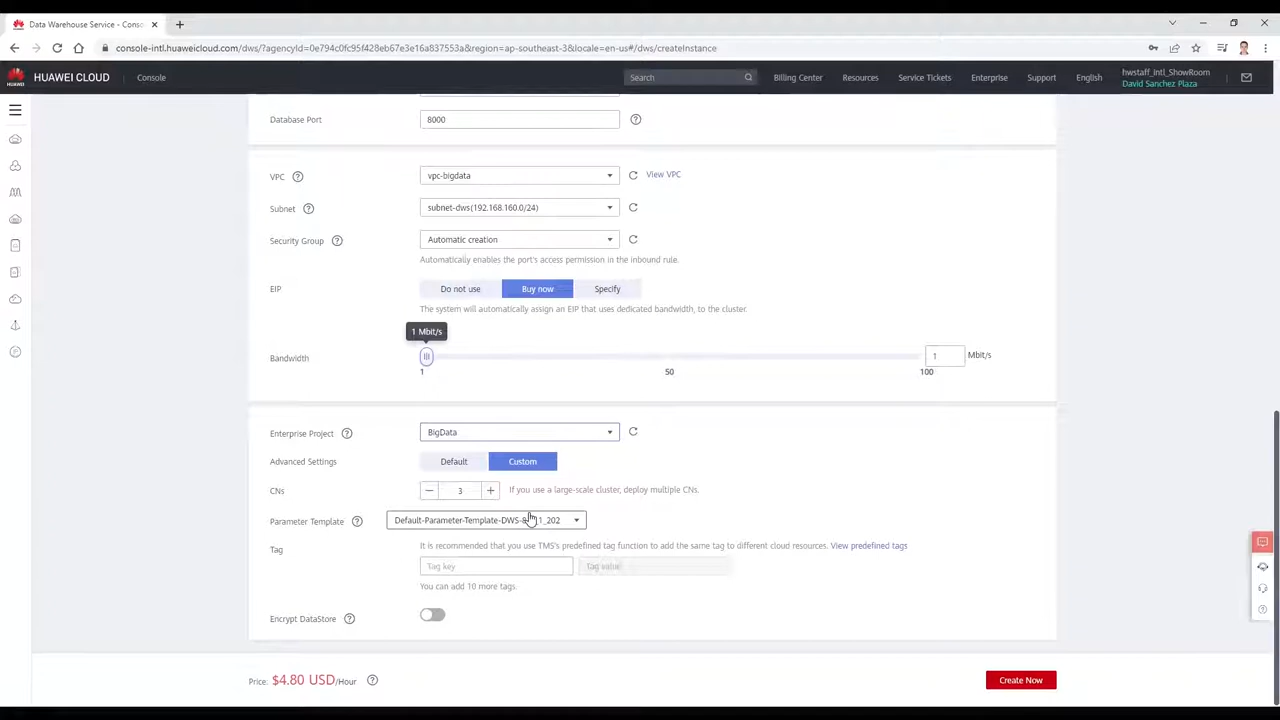 Data Warehouse Service - Conso
console-intl.huaweicloud.com/dws/?agencyId=0e794c0fc95f428eb67e3e16a837553a&region=ap-southeast-3&locale=en-us#/dws/createInstance
HUAWEI
HUAWEI CLOUD Console Search Billing Center Resources Service Tickets Enterprise Support English hwstaff_intl_ShowRoom
David Sanchez Plaza
Database Port 8000
VPC vpc-bigdata View VPC
Subnet subnet-dws(192.168.160.0/24)
Security Group Automatic creation
Automatically enables the port's access permission in the inbound rule.
EIP Do not use Buy now Specify
The system will automatically assign an EIP that uses dedicated bandwidth, to the cluster.
1 Mbit/s
Bandwidth 1 Mbit/s
1 50 100
Enterprise Project BigData
Advanced Settings Default Custom
CNs 3 If you use a large-scale cluster, deploy multiple CNs.
Parameter Template Default-Parameter-Template-DWS- 1_202
Tag It is recommended that you use TMS's predefined tag function to add the same tag to different cloud resources. View predefined tags
Tag key Tag value
You can add 10 more tags.
Encrypt DataStore
Price: $4.80 USD/Hour Create Now